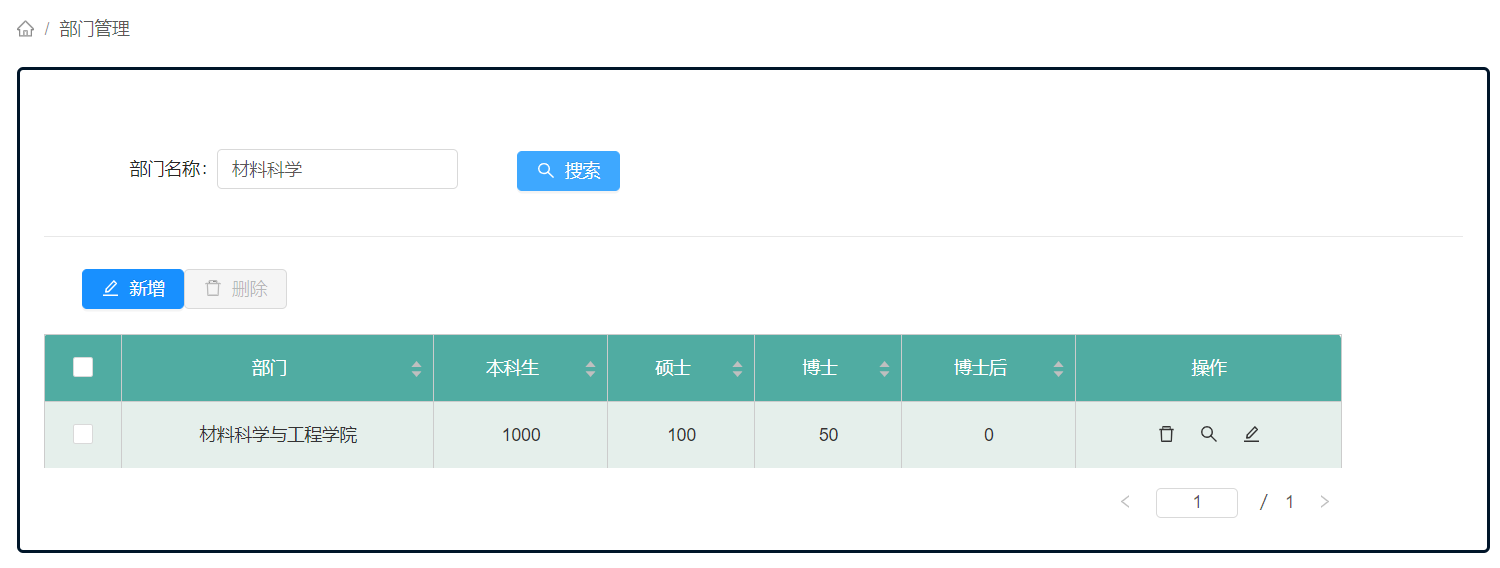 / 部门管理
部门名称: 材料科学 搜索
新增 删除
部门 本科生 硕士 博士 博士后 操作
材料科学与工程学院 1000 100 50 0
< 1 / 1 >